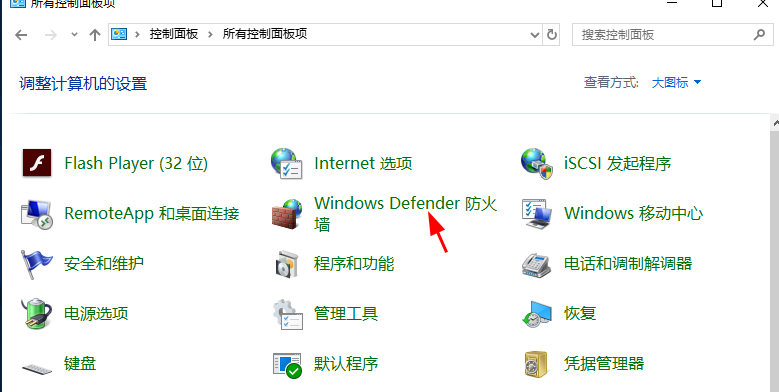 所有控制面板项
控制面板 所有控制面板项
搜索控制面板
调整计算机的设置
查看方式: 大图标
Flash Player (32 位)
Internet 选项
iSCSI 发起程序
RemoteApp 和桌面连接
Windows Defender 防火
墙
Windows 移动中心
安全和维护
程序和功能
电话和调制解调器
电源选项
管理工具
恢复
键盘
默认程序
凭据管理器